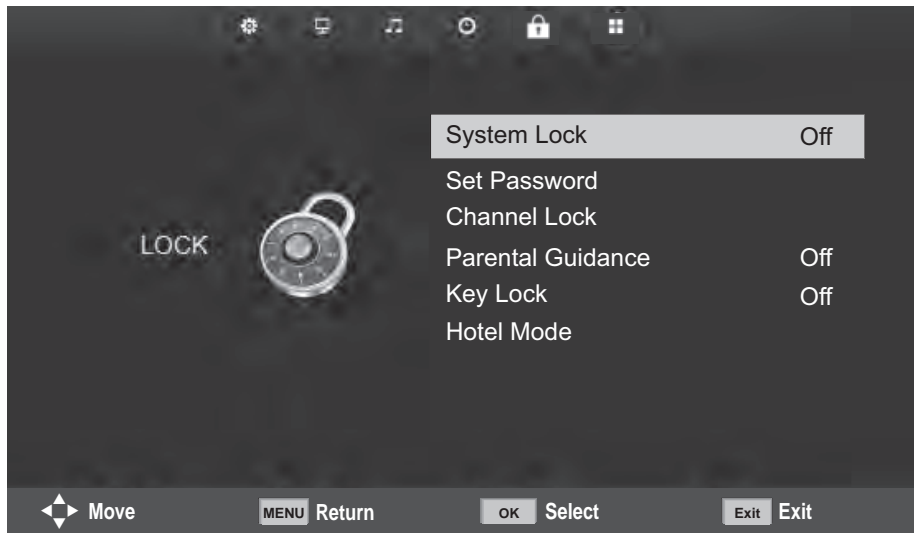 System Lock Off
Set Password
Channel Lock
LOCK
Parental Guidance Off
Key Lock Off
Hotel Mode
Move MENU Return OK Select Exit Exit